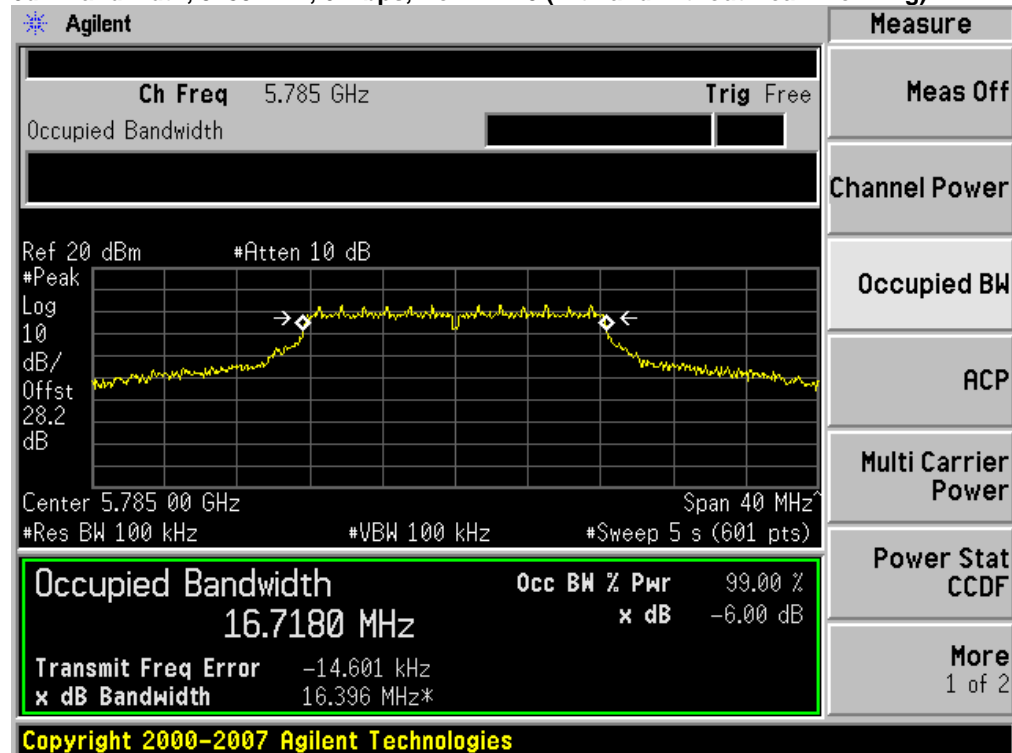 Agilent
Measure
Ch Freq 5.785 GHz Trig Free
Meas Off
Occupied Bandwidth
Channel Power
Ref 20 dBm #Atten 10 dB
#Peak
Log
10
dB/
Offst
28.2
dB
Occupied BW
ACP
Multi Carrier
Power
Center 5.785 00 GHz Span 40 MHz^
#Res BW 100 kHz #VBW 100 kHz #Sweep 5 s (601 pts)
Power Stat
CCDF
Occupied Bandwidth Occ BW % Pwr 99.00 %
16.7180 MHz x dB -6.00 dB
Transmit Freq Error -14.601 kHz
x dB Bandwidth 16.396 MHz*
More
1 of 2
Copyright 2000-2007 Agilent Technologies